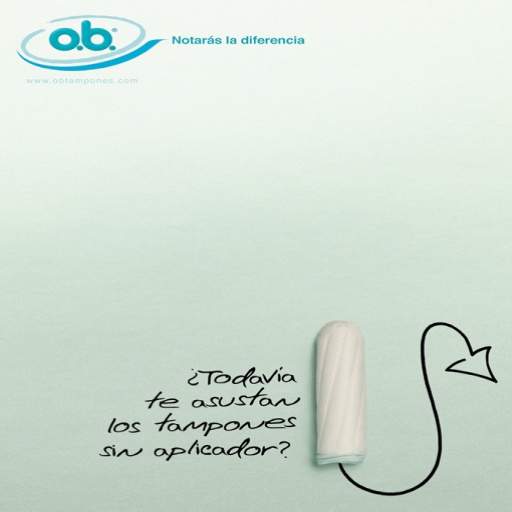 o.b.®
Notarás la diferencia
www.obtampones.com
¿Todavía
te asustan
los tampones
sin aplicador?